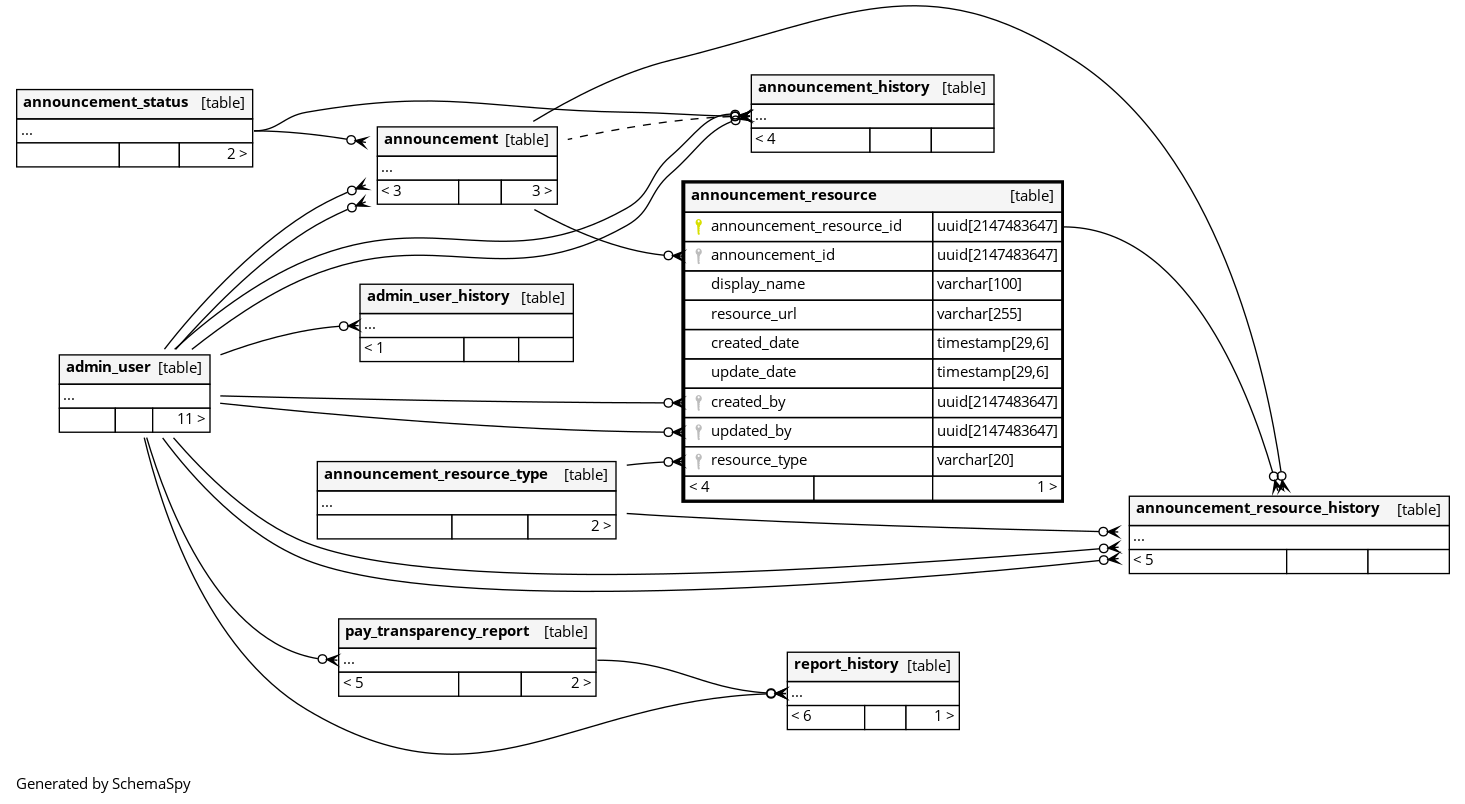 announcement_status [table]
...
2 >
announcement [table]
...
< 3 3 >
announcement_history [table]
...
< 4
announcement_resource [table]
announcement_resource_id uuid[2147483647]
announcement_id uuid[2147483647]
display_name varchar[100]
resource_url varchar[255]
created_date timestamp[29,6]
update_date timestamp[29,6]
created_by uuid[2147483647]
updated_by uuid[2147483647]
resource_type varchar[20]
< 4 1 >
admin_user_history [table]
...
< 1
admin_user [table]
...
11 >
announcement_resource_type [table]
...
2 >
announcement_resource_history [table]
...
< 5
pay_transparency_report [table]
...
< 5 2 >
report_history [table]
...
< 6 1 >
Generated by SchemaSpy